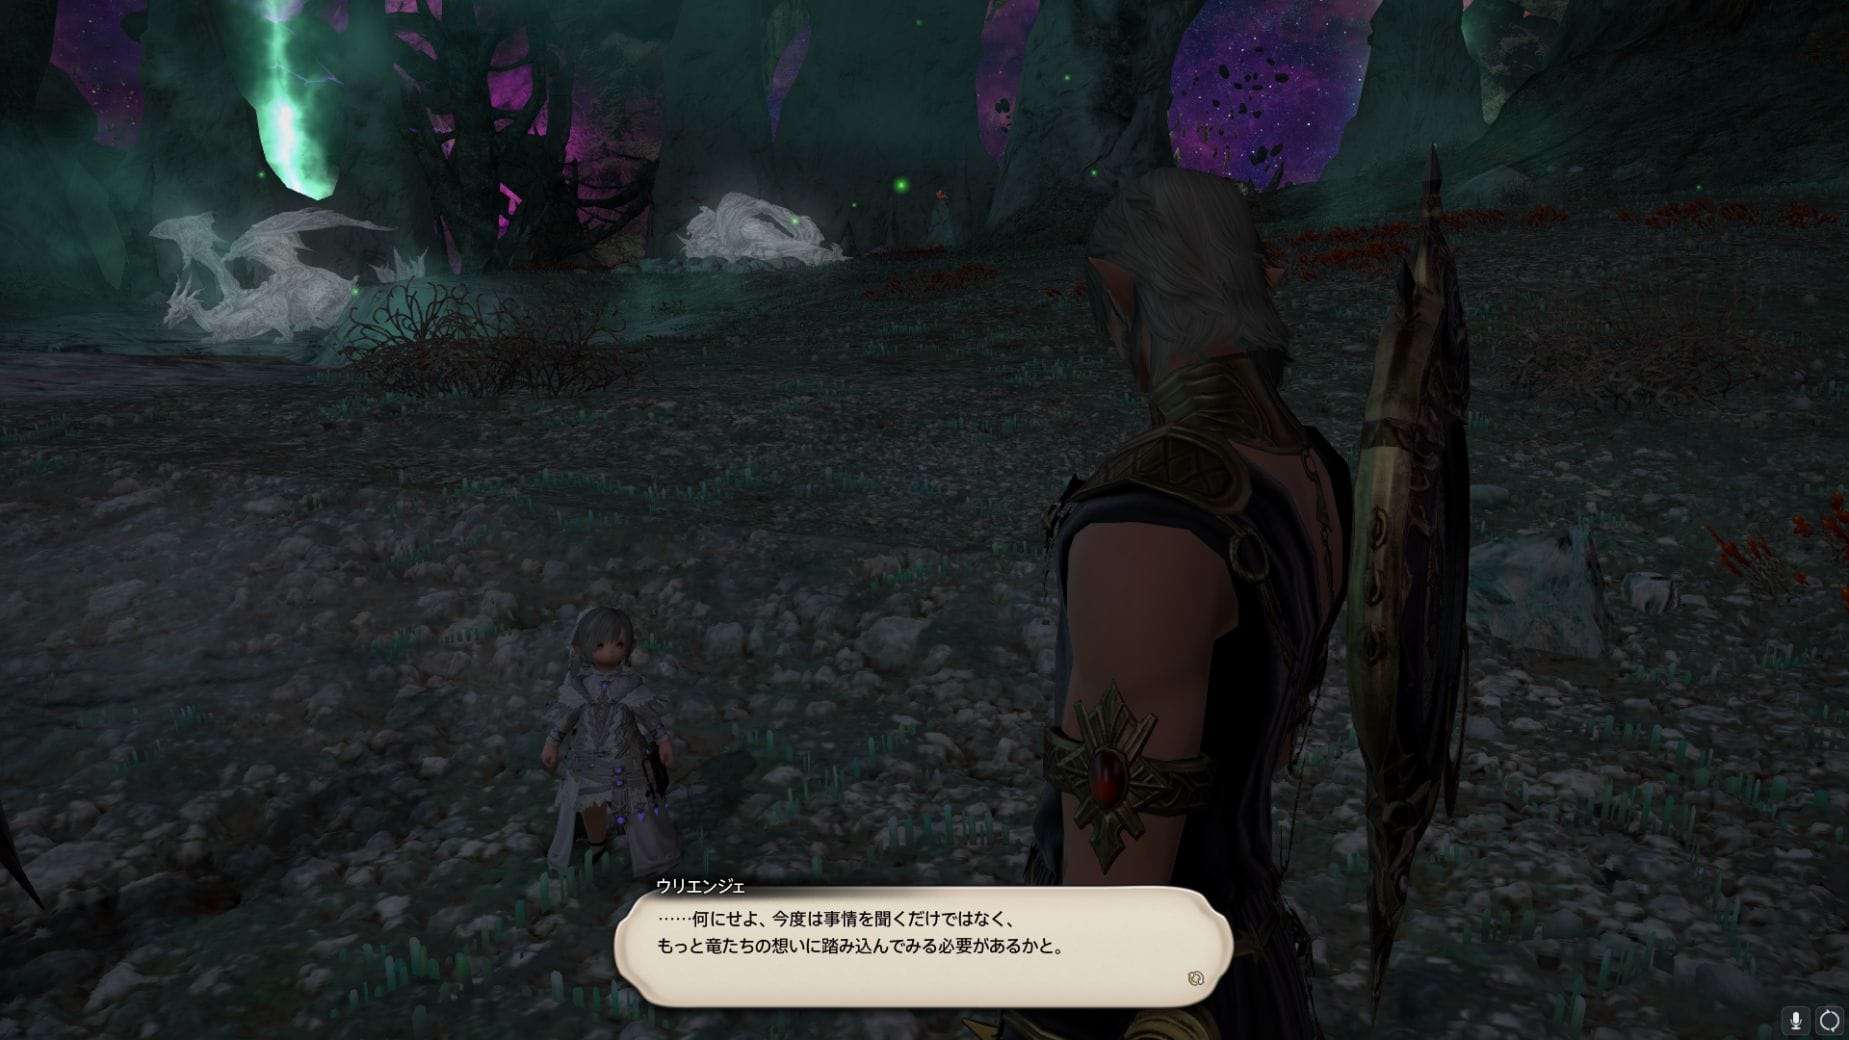 ウリエンジェ
……何にせよ、今度は事情を聞くだけではなく、
もっと竜たちの想いに踏み込んでみる必要があるかと。